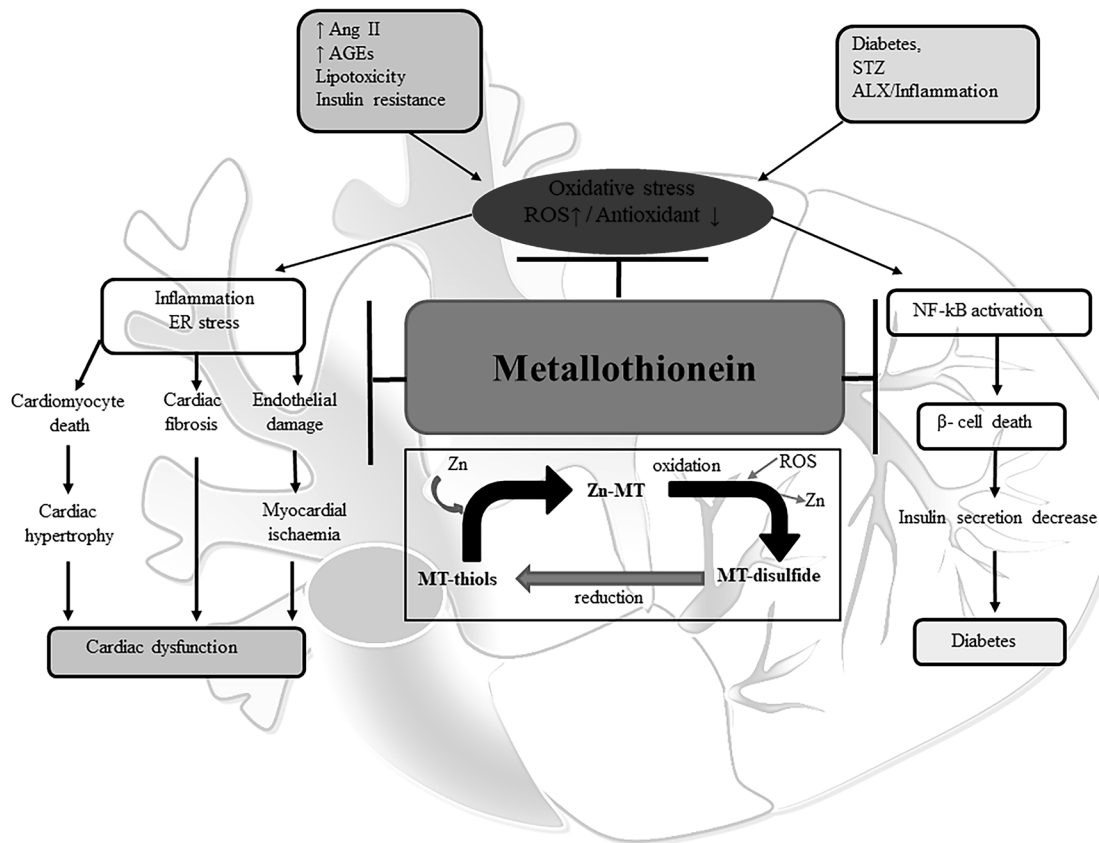 ↑ Ang II
↑ AGEs
Lipotoxicity
Insulin resistance
Diabetes,
STZ
ALX/Inflammation
Oxidative stress
ROS↑ / Antioxidant ↓
Inflammation
ER stress
Metallothionein
NF-kB activation
Cardiomyocyte
death
Cardiac
fibrosis
Endothelial
damage
β- cell death
Zn
oxidation
ROS
Zn-MT
Zn
Cardiac
hypertrophy
Myocardial
ischaemia
Insulin secretion decrease
MT-thiols
MT-disulfide
reduction
Cardiac dysfunction
Diabetes